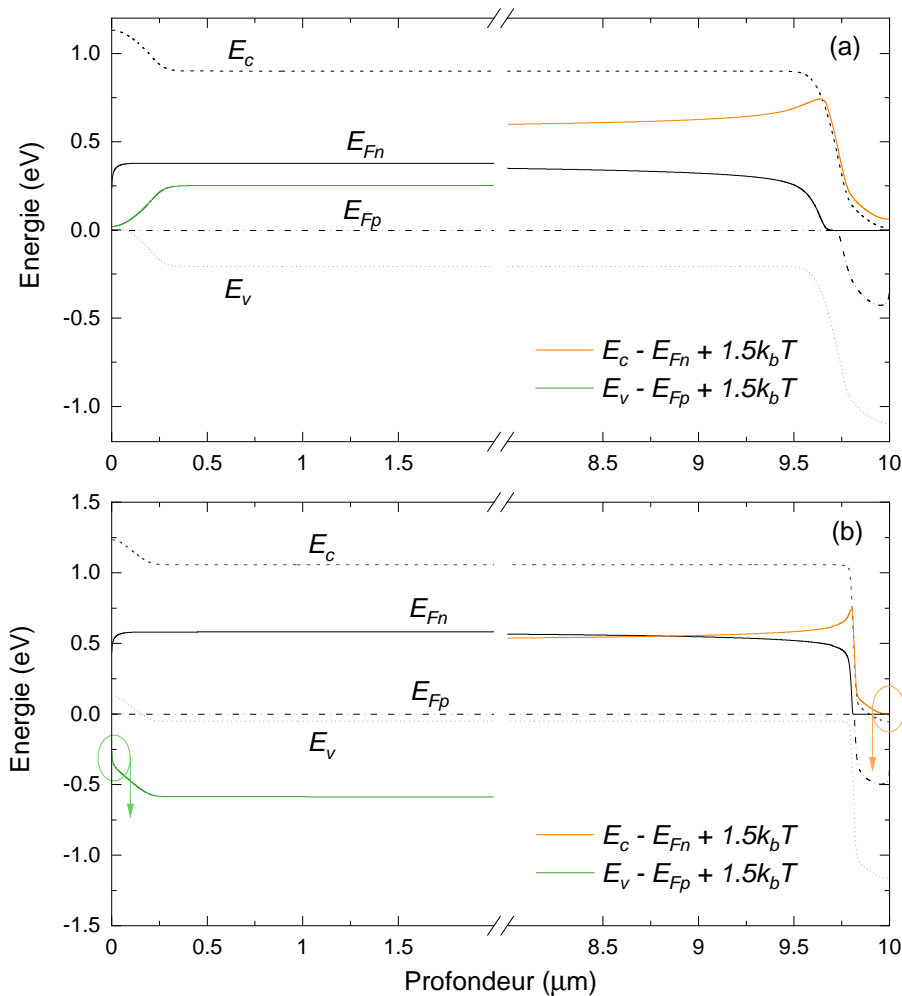 (a)
E_c
E_Fn
E_Fp
E_v
E_c - E_Fn + 1.5k_bT
E_v - E_Fp + 1.5k_bT
1.0
0.5
0.0
-0.5
-1.0
Energie (eV)
0 0.5 1 1.5 8.5 9 9.5 10
(b)
E_c
E_Fn
E_Fp
E_v
E_c - E_Fn + 1.5k_bT
E_v - E_Fp + 1.5k_bT
1.5
1.0
0.5
0.0
-0.5
-1.0
-1.5
Energie (eV)
0 0.5 1 1.5 8.5 9 9.5 10
Profondeur (μm)